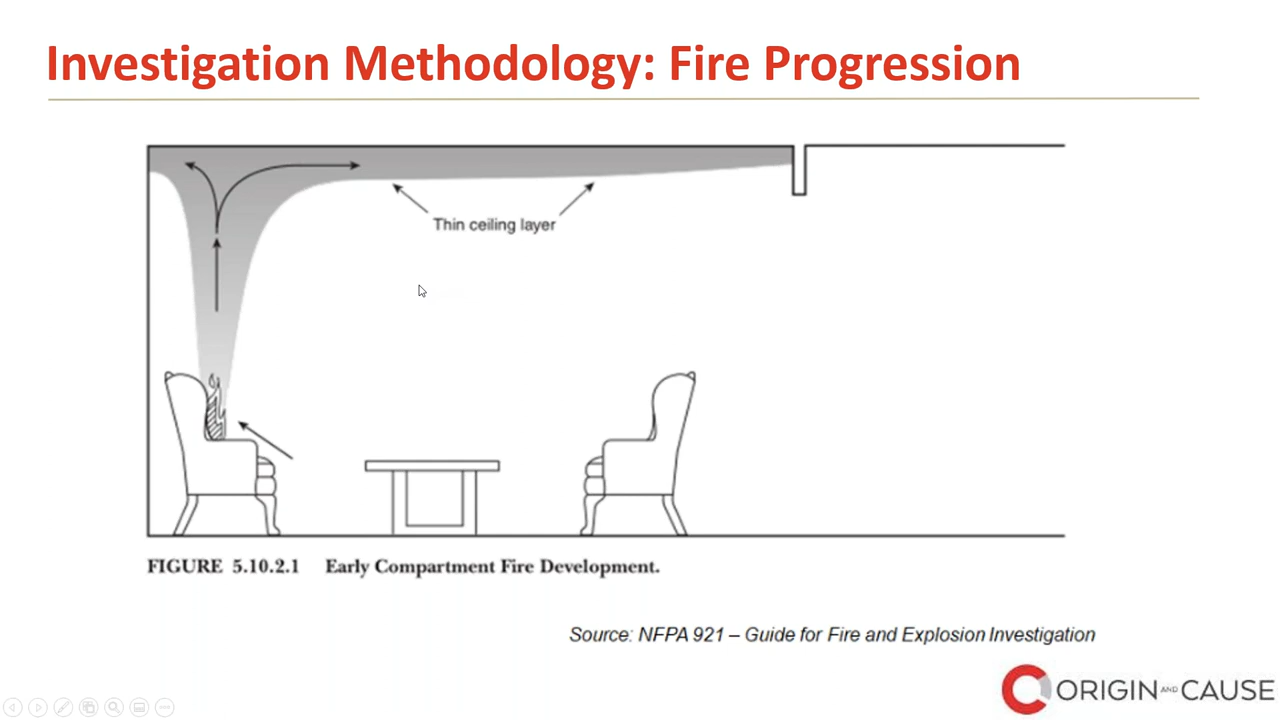 Investigation Methodology: Fire Progression
Thin ceiling layer
FIGURE 5.10.2.1 Early Compartment Fire Development.
Source: NFPA 921 – Guide for Fire and Explosion Investigation
ORIGIN AND CAUSE